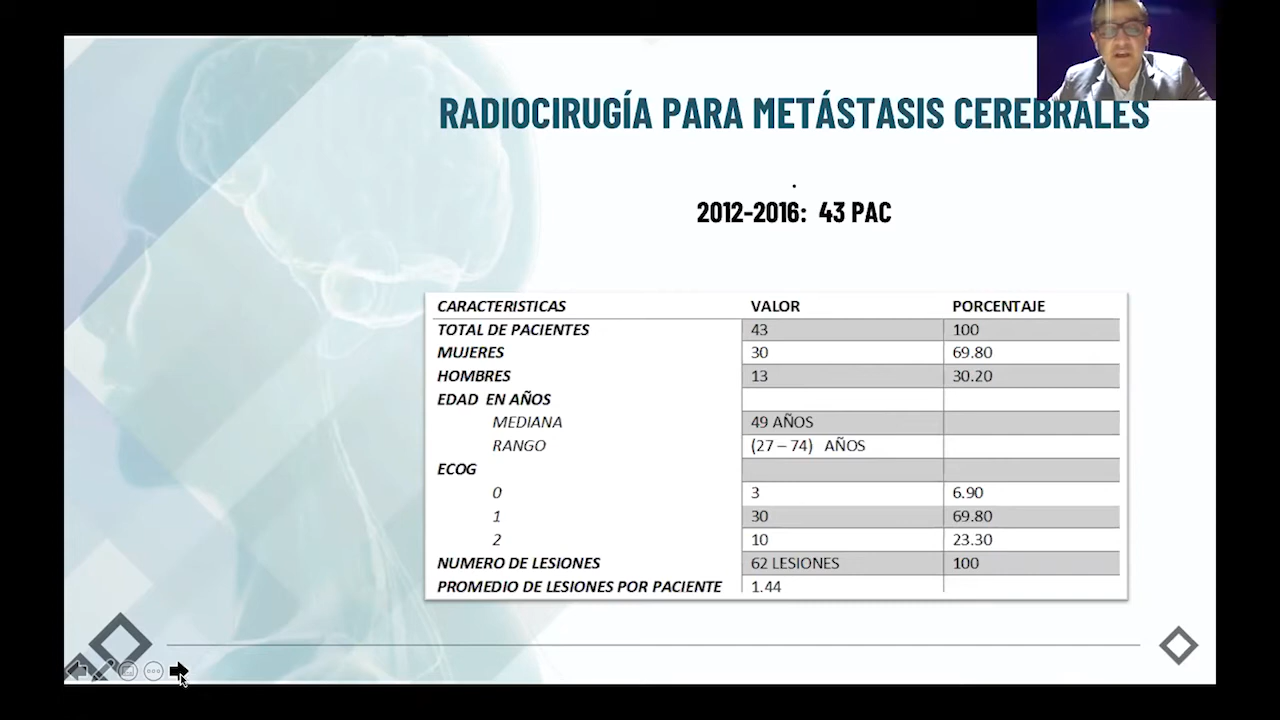 RADIOCIRUGÍA PARA METÁSTASIS CEREBRALES
.
2012-2016: 43 PAC
CARACTERISTICAS VALOR PORCENTAJE
TOTAL DE PACIENTES 43 100
MUJERES 30 69.80
HOMBRES 13 30.20
EDAD EN AÑOS
MEDIANA 49 AÑOS
RANGO (27 – 74) AÑOS
ECOG
0 3 6.90
1 30 69.80
2 10 23.30
NUMERO DE LESIONES 62 LESIONES 100
PROMEDIO DE LESIONES POR PACIENTE 1.44